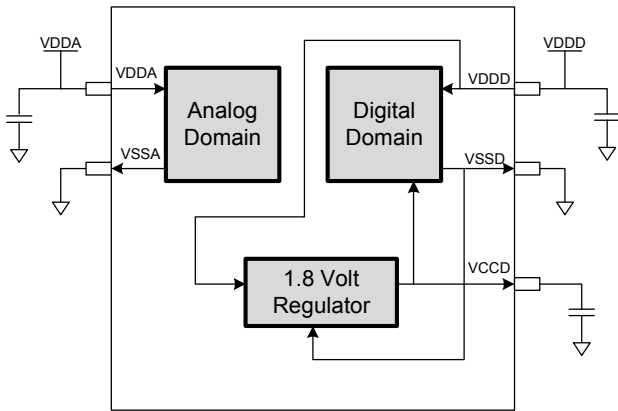 VDDA
VDDD
VDDA
Analog
Domain
Digital
Domain
VDDD
VSSA
VSSD
1.8 Volt
Regulator
VCCD